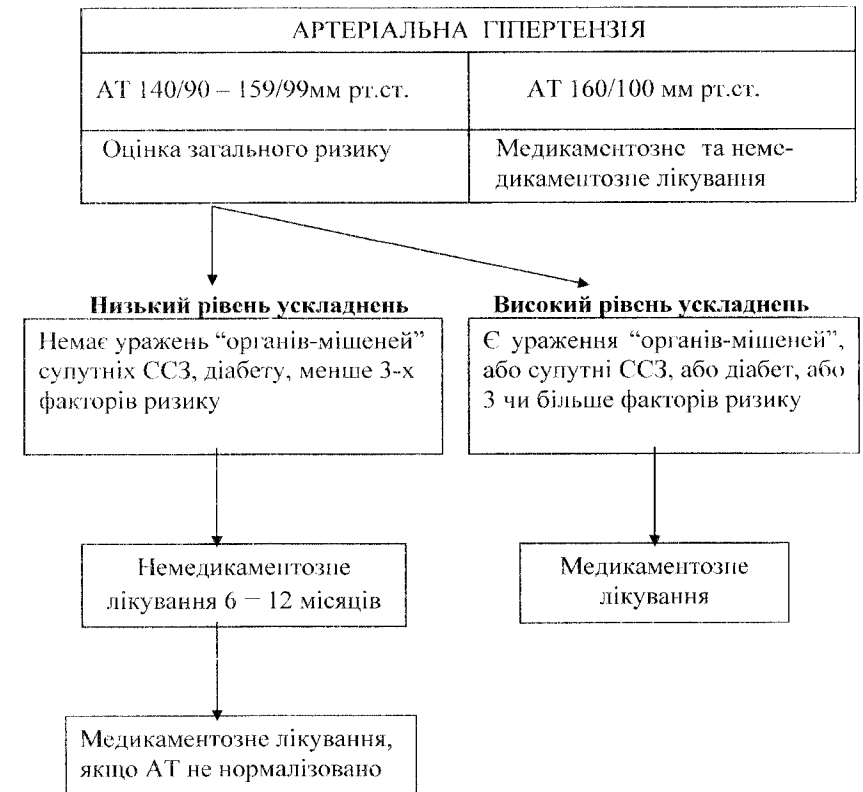 АРТЕРІАЛЬНА ГІПЕРТЕНЗІЯ
АТ 140/90 – 159/99мм рт.ст.
АТ 160/100 мм рт.ст.
Оцінка загального ризику
Медикаментозне та неме-
дикаментозне лікування
Низький рівень ускладнень
Немає уражень “органів-мішеней”
супутніх ССЗ, діабету, менше 3-х
факторів ризику
Високий рівень ускладнень
Є ураження “органів-мішеней”,
або супутні ССЗ, або діабет, або
3 чи більше факторів ризику
Немедикаментозне
лікування 6 – 12 місяців
Медикаментозне
лікування
Медикаментозне лікування,
якщо АТ не нормалізовано